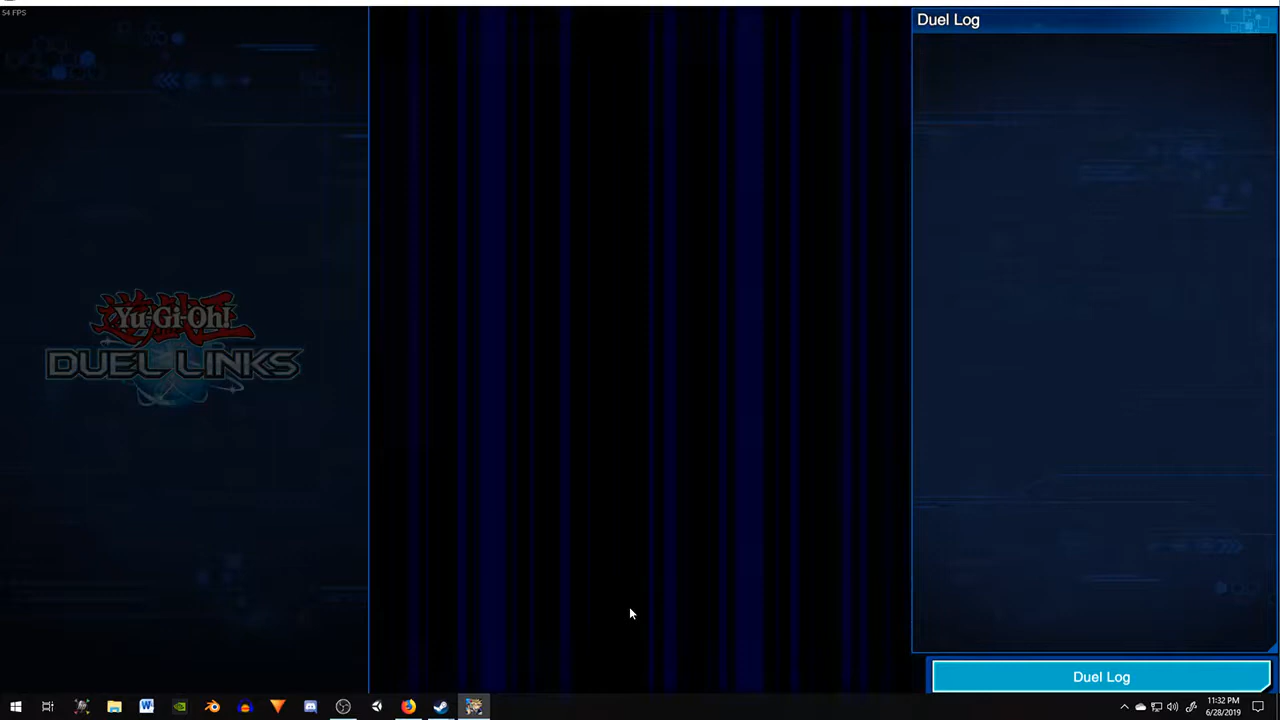 54 FPS
Duel Log
遊戯王
Yu-Gi-Oh!
DUEL LINKS
Duel Log
11:32 PM
6/28/2019